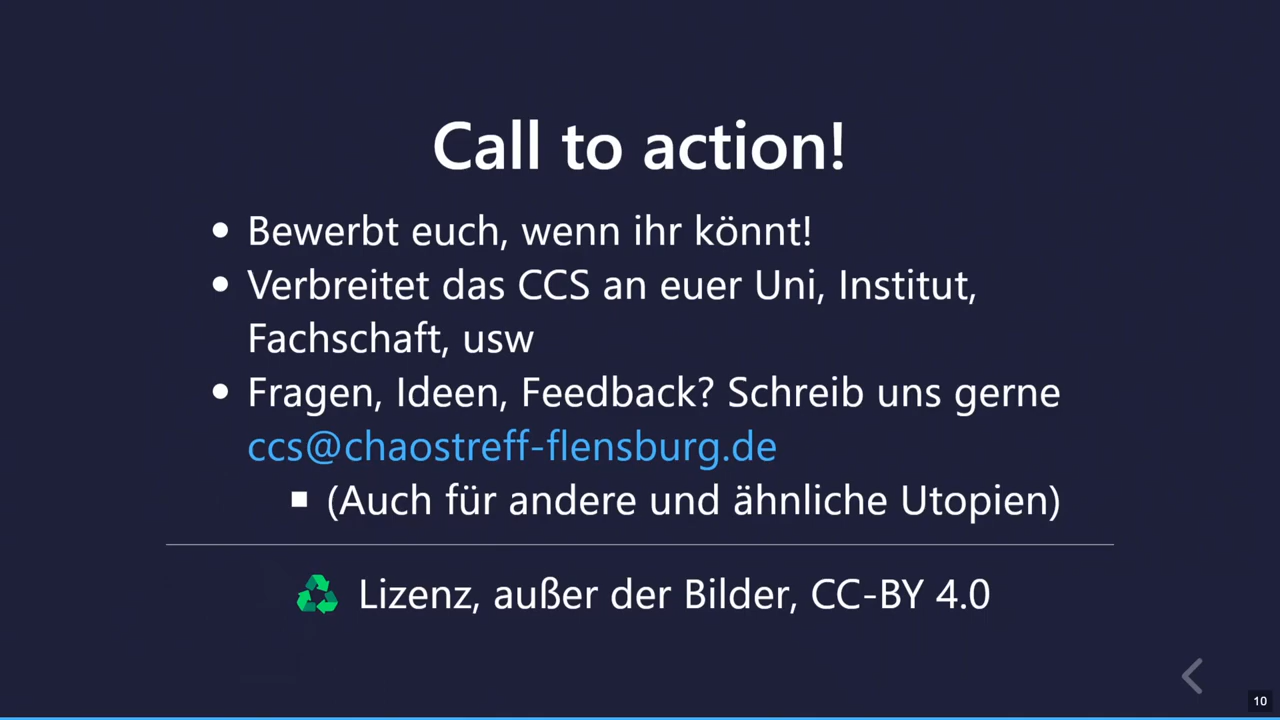 Call to action!
Bewerbt euch, wenn ihr könnt!
Verbreitet das CCS an euer Uni, Institut,
Fachschaft, usw
Fragen, Ideen, Feedback? Schreib uns gerne
ccs@chaostreff-flensburg.de
(Auch für andere und ähnliche Utopien)
Lizenz, außer der Bilder, CC-BY 4.0
10